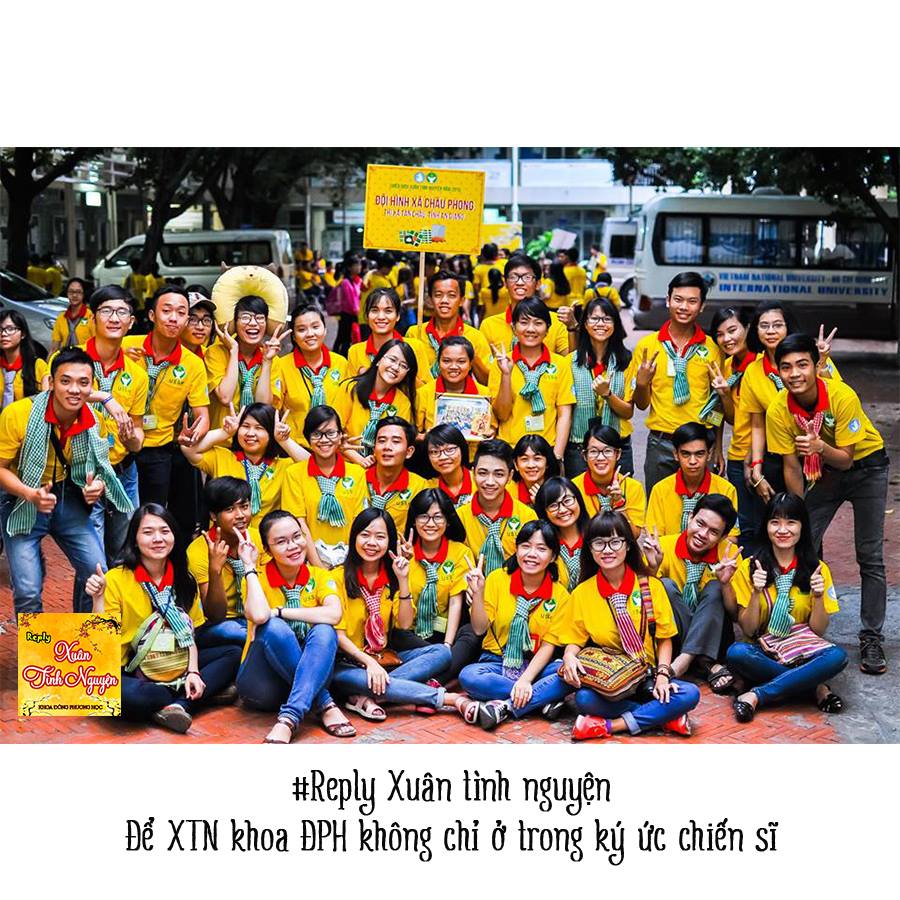 CHIẾN DỊCH XUÂN TÌNH NGUYỆN NĂM 2015
ĐỘI HÌNH XÃ CHÂU PHONG
THỊ XÃ TÂN CHÂU, TỈNH AN GIANG
VIETNAM NATIONAL UNIVERSITY - HO CHI MINH
INTERNATIONAL UNIVERSITY
Reply
Xuân
Tình Nguyện
KHOA ĐÔNG PHƯƠNG HỌC
#Reply Xuân tình nguyện
Để XTN khoa ĐPH không chỉ ở trong ký ức chiến sĩ